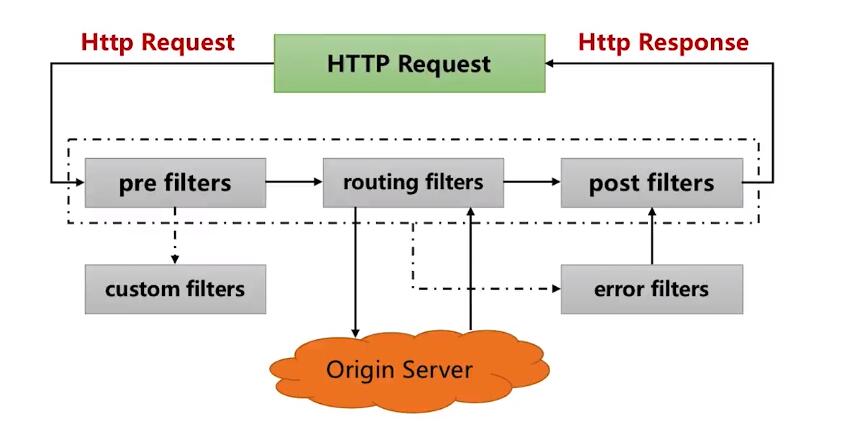 Http Request
HTTP Request
Http Response
pre filters
routing filters
post filters
custom filters
error filters
Origin Server